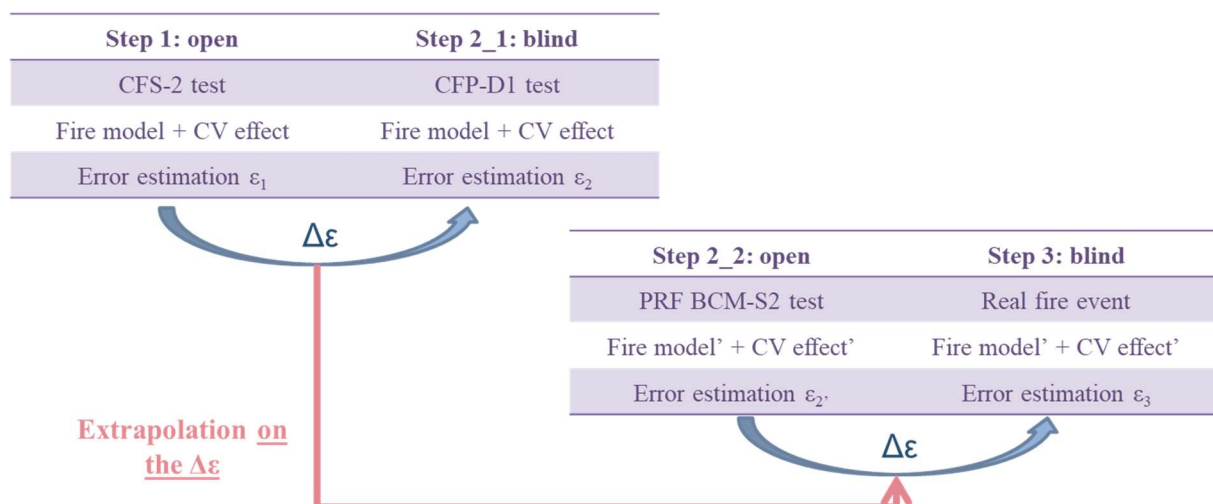 Step 1: open Step 2_1: blind
CFS-2 test CFP-D1 test
Fire model + CV effect Fire model + CV effect
Error estimation ε₁ Error estimation ε₂
Δε
Step 2_2: open Step 3: blind
PRF BCM-S2 test Real fire event
Fire model’ + CV effect’ Fire model’ + CV effect’
Error estimation ε₂’ Error estimation ε₃
Extrapolation on
the Δε
Δε